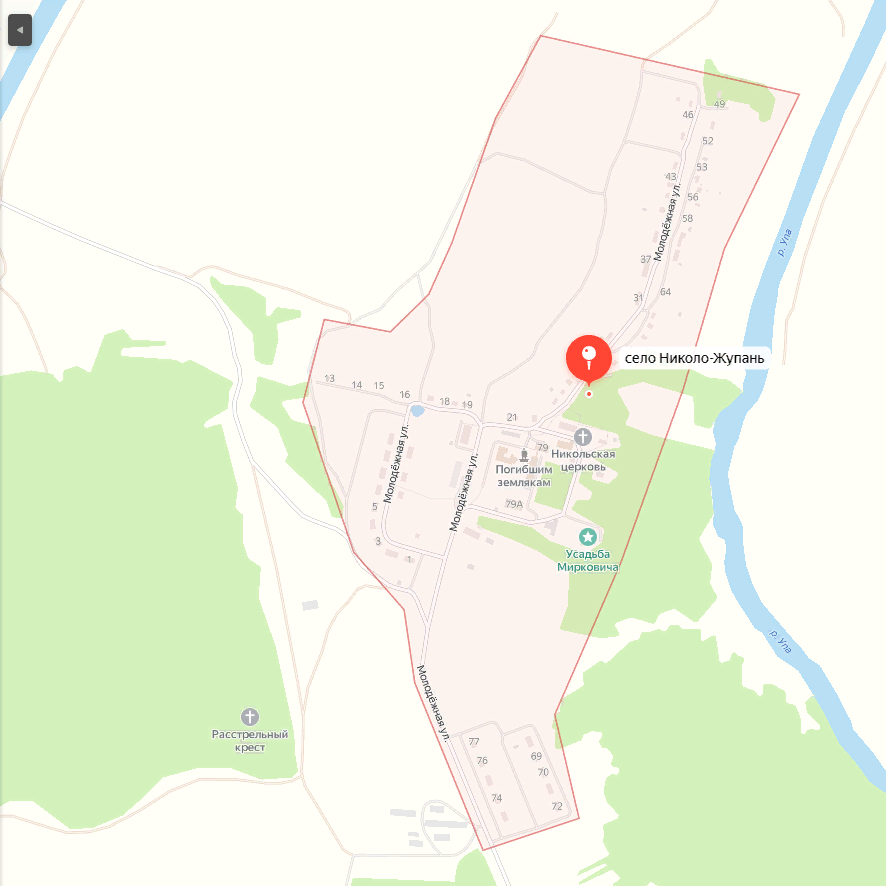 49
46
52
53
43
56
58
Молодёжная ул.
р. Упа
37
64
31
село Николо-Жупань
13
14
15
16
18
19
21
79
Никольская
церковь
Погибшим
землякам
Молодёжная ул.
Молодёжная ул.
5
79А
3
1
Усадьба
Мирковича
р. Упа
Молодёжная ул.
Расстрельный
крест
77
76
69
70
74
72